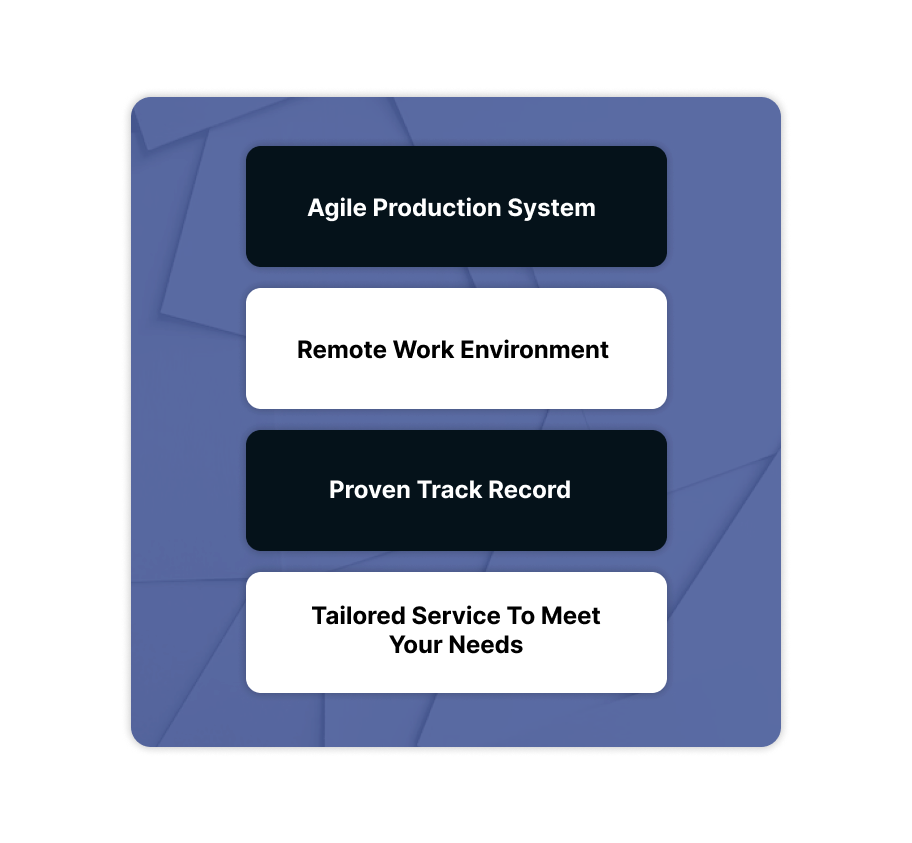 Agile Production System
Remote Work Environment
Proven Track Record
Tailored Service To Meet
Your Needs